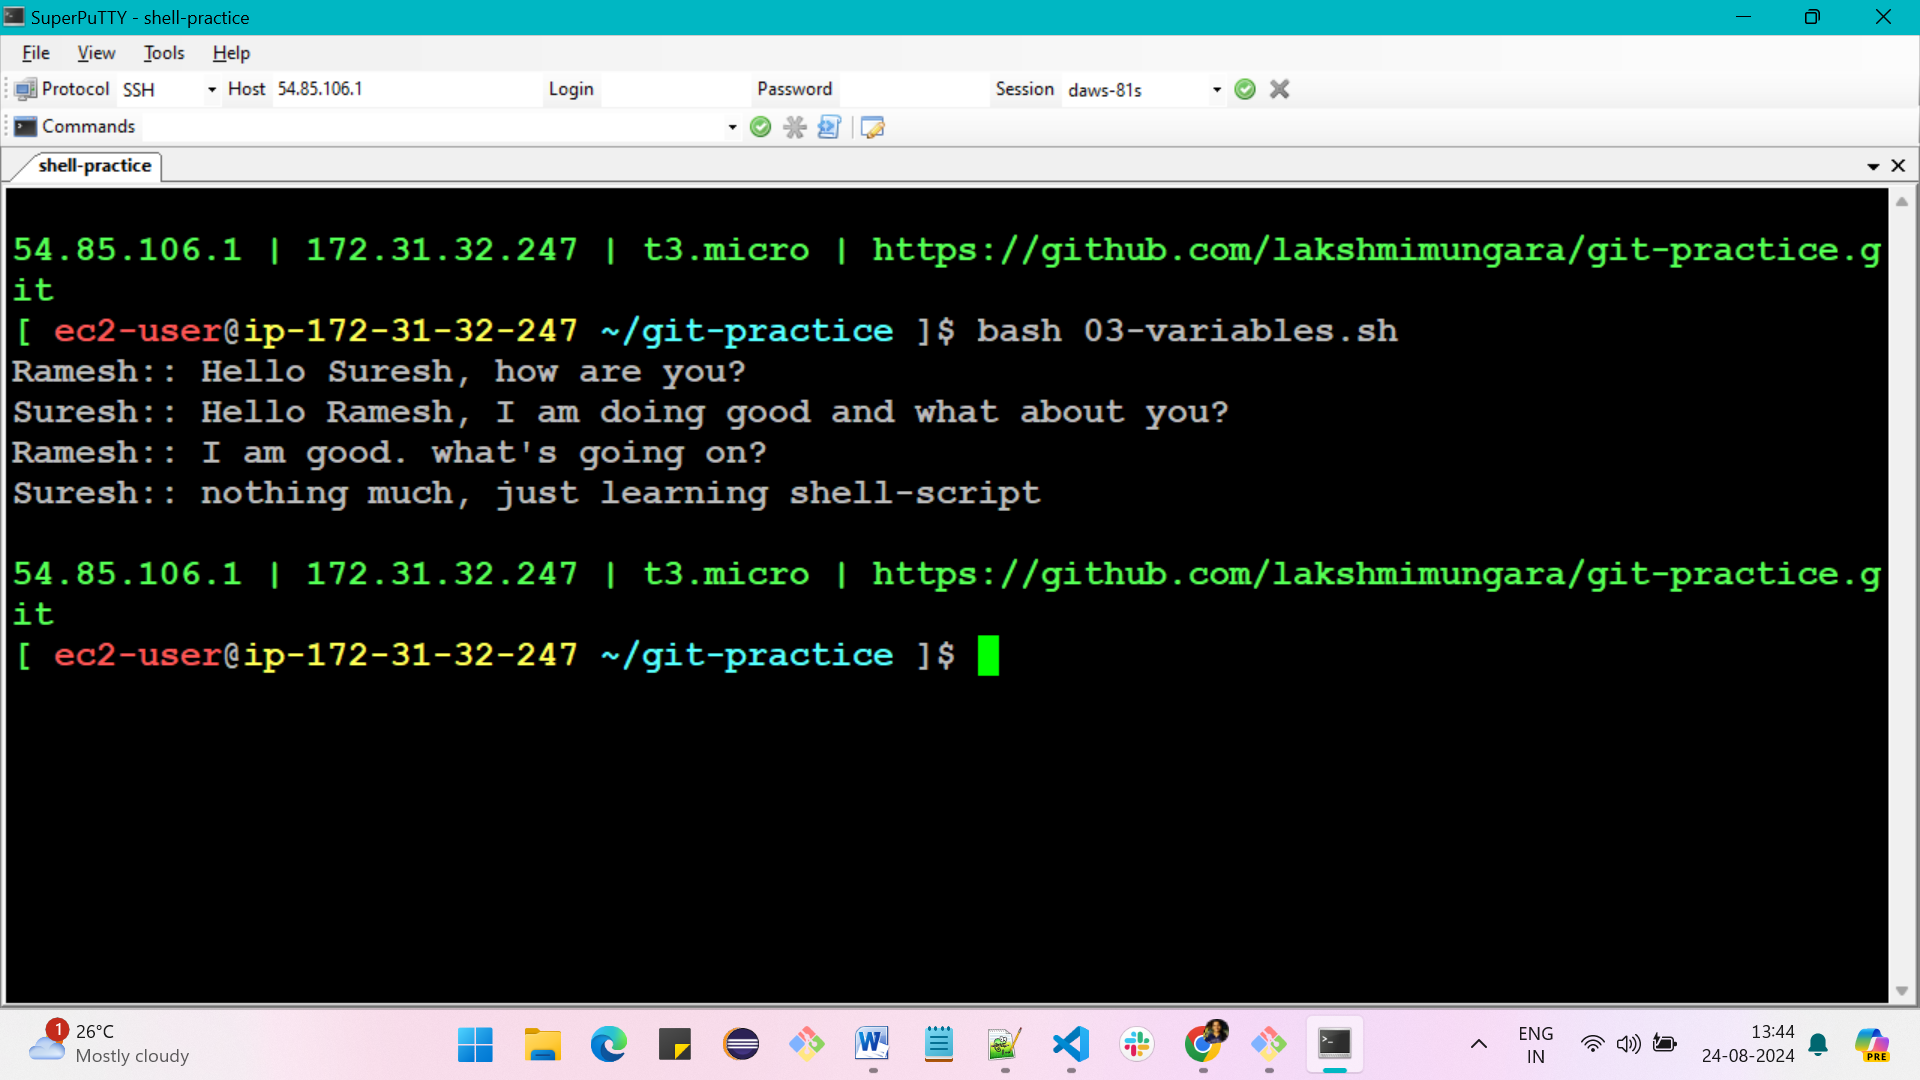 SuperPuTTY - shell-practice
File View Tools Help
Protocol SSH Host 54.85.106.1 Login Password Session daws-81s
Commands
shell-practice
54.85.106.1 | 172.31.32.247 | t3.micro | https://github.com/lakshmimungara/git-practice.g
it
[ ec2-user@ip-172-31-32-247 ~/git-practice ]$ bash 03-variables.sh
Ramesh:: Hello Suresh, how are you?
Suresh:: Hello Ramesh, I am doing good and what about you?
Ramesh:: I am good. what's going on?
Suresh:: nothing much, just learning shell-script
54.85.106.1 | 172.31.32.247 | t3.micro | https://github.com/lakshmimungara/git-practice.g
it
[ ec2-user@ip-172-31-32-247 ~/git-practice ]$
1 26°C
Mostly cloudy
ENG
IN
13:44
24-08-2024
PRE